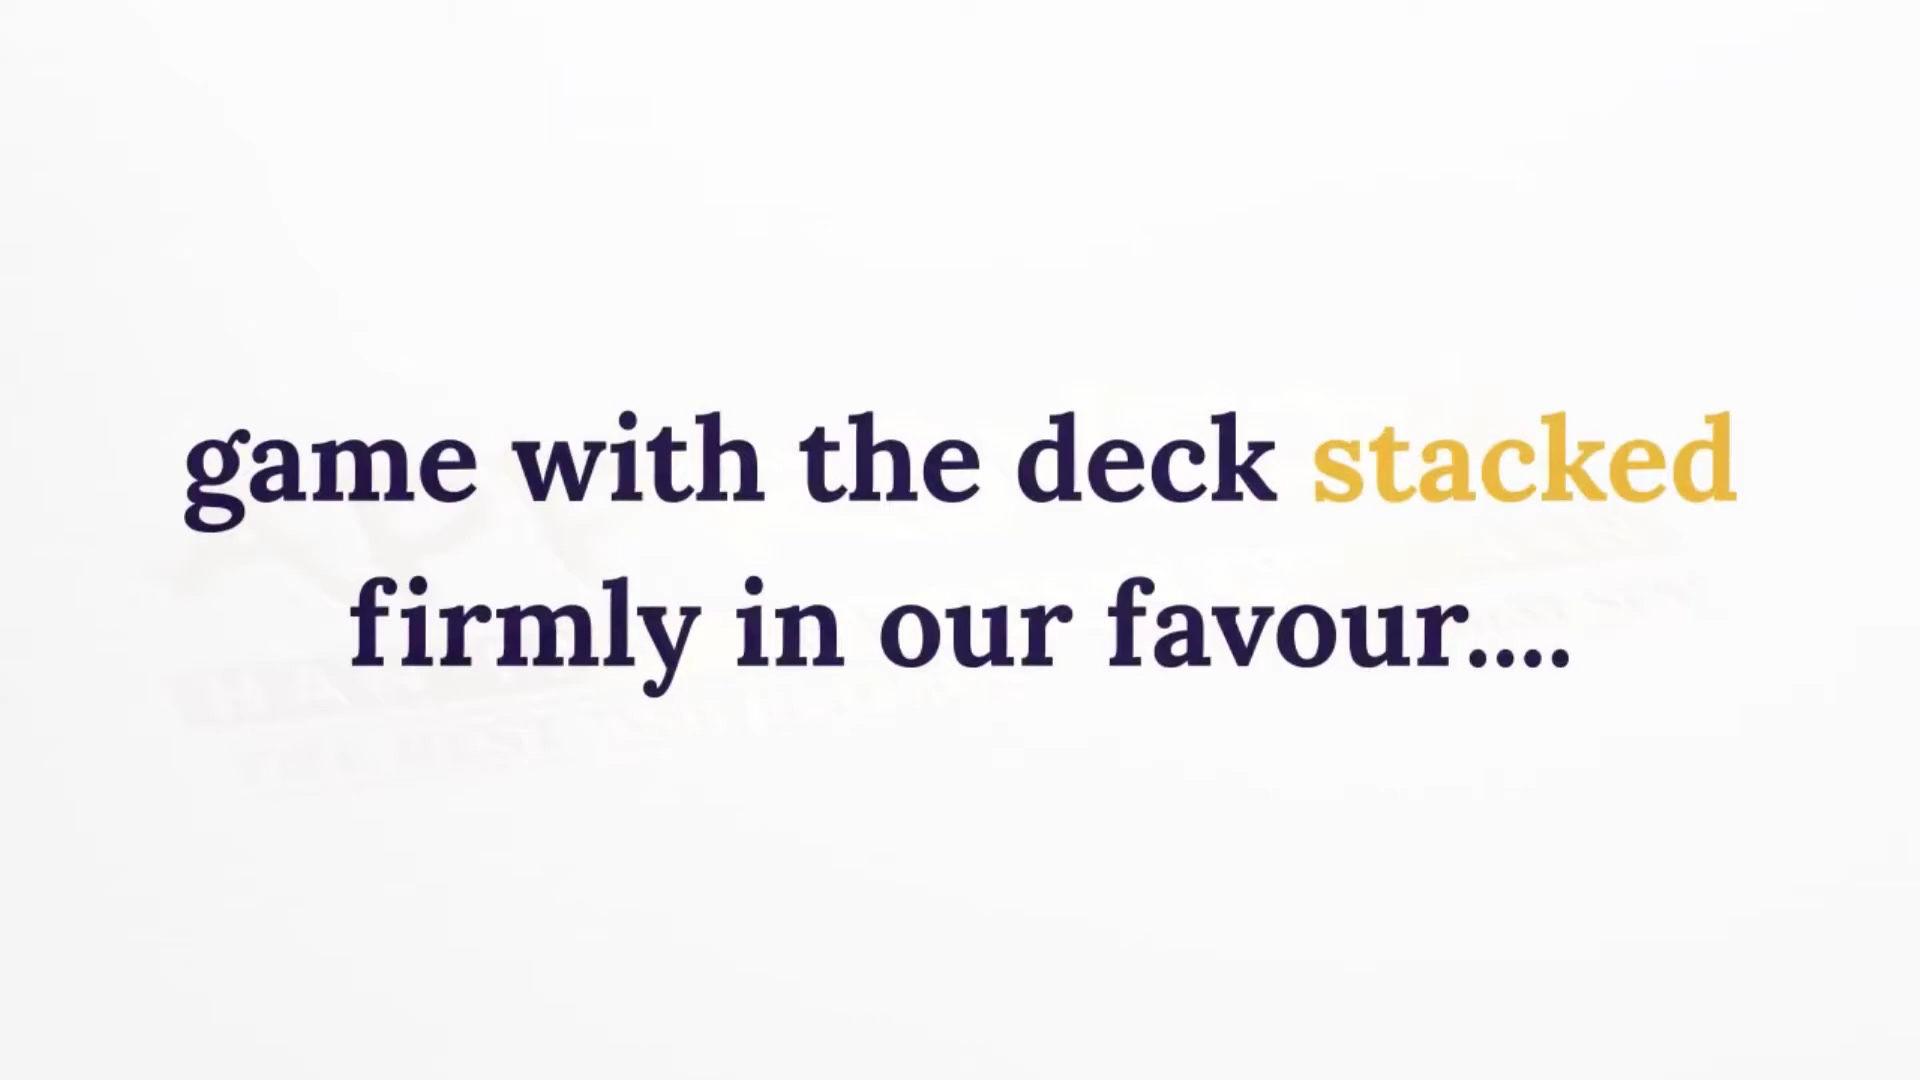 game with the deck stacked
firmly in our favour....